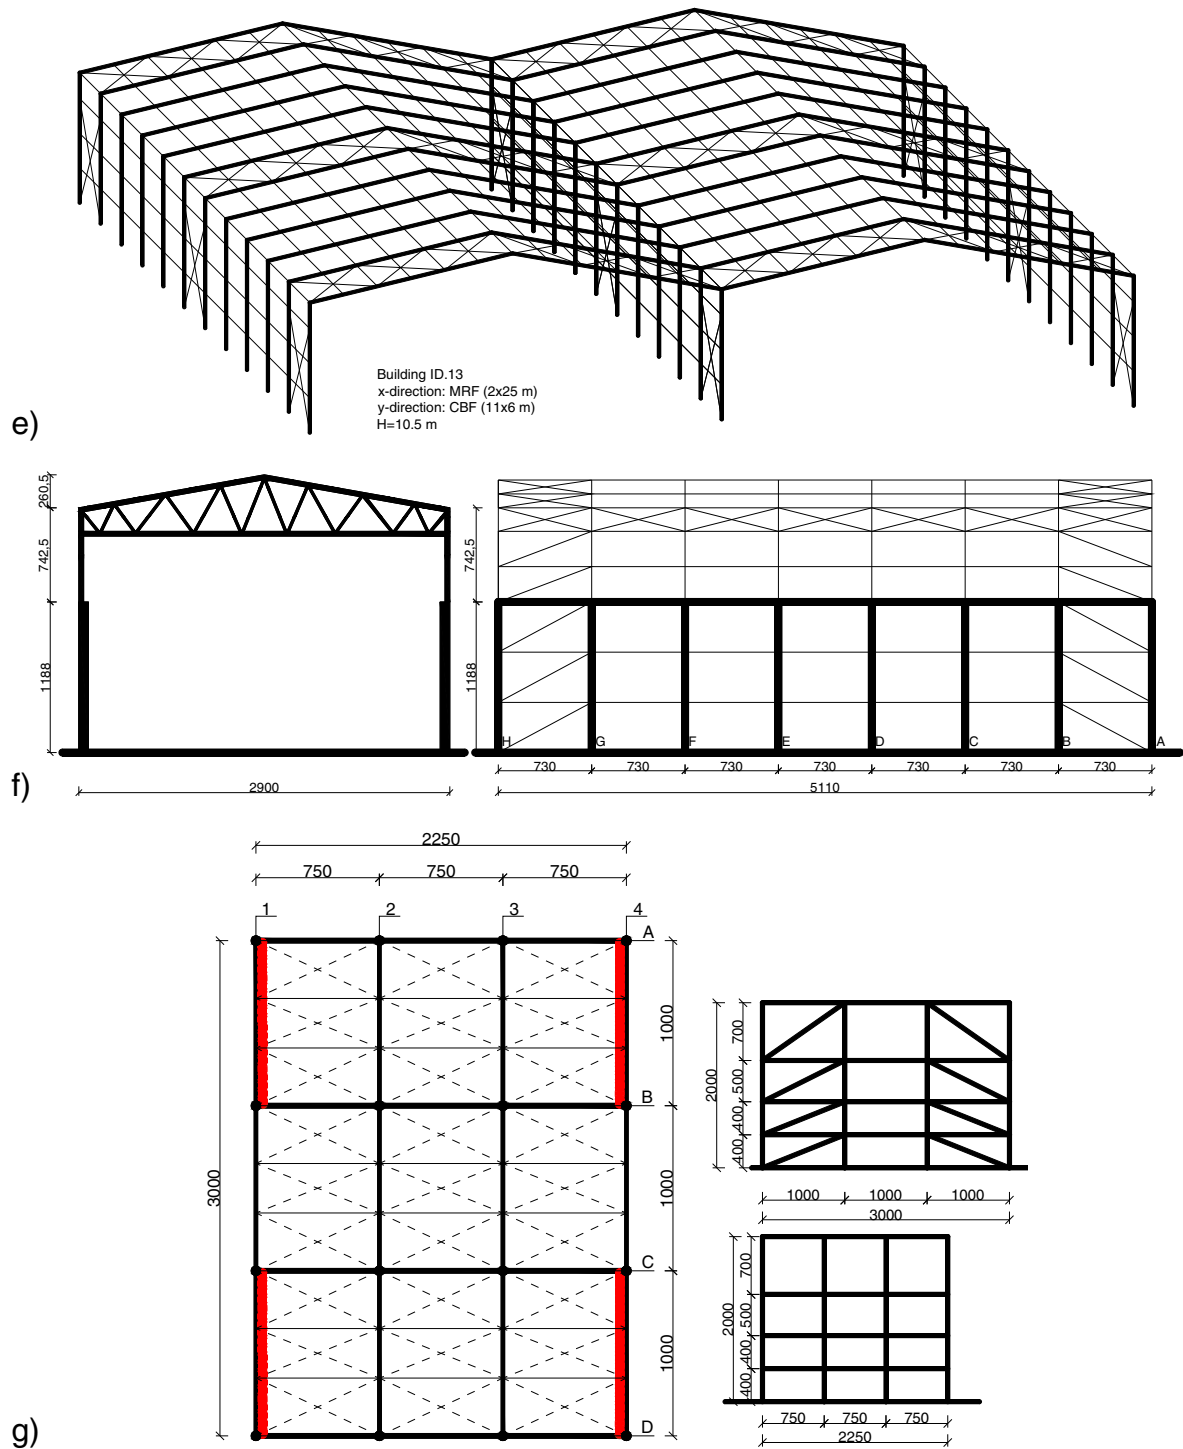 Building ID.13
x-direction: MRF (2x25 m)
y-direction: CBF (11x6 m)
H=10.5 m
e)
260,5
742,5
1188
2900
742,5
1188
H G F E D C B A
730 730 730 730 730 730 730
5110
f)
2250
750 750 750
1 2 3 4
A
B
C
D
3000
1000
1000
1000
2000
700
500
400
400
1000 1000 1000
3000
2000
700
500
400
400
750 750 750
2250
g)